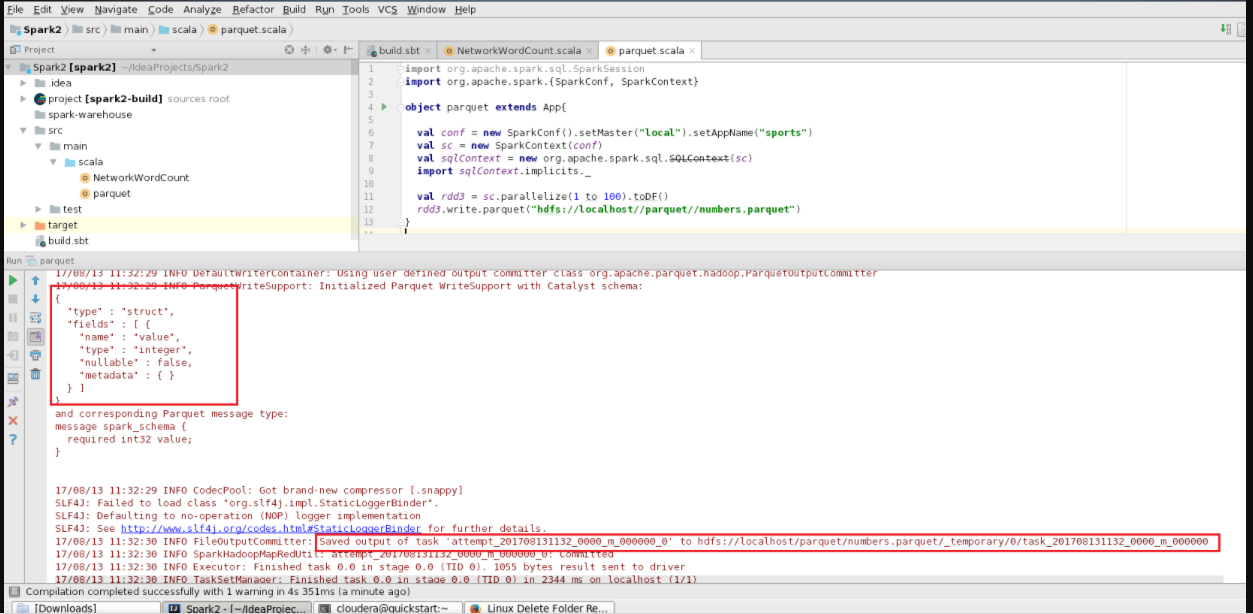 File Edit View Navigate Code Analyze Refactor Build Run Tools VCS Window Help
Spark2 src main scala parquet.scala
Project
build.sbt NetworkWordCount.scala parquet.scala
Spark2 [spark2] ~/IdeaProjects/Spark2
.idea
project [spark2-build] sources root
spark-warehouse
src
main
scala
NetworkWordCount
parquet
test
target
build.sbt
1 import org.apache.spark.sql.SparkSession
2 import org.apache.spark.{SparkConf, SparkContext}
3
4 object parquet extends App{
5
6 val conf = new SparkConf().setMaster("local").setAppName("sports")
7 val sc = new SparkContext(conf)
8 val sqlContext = new org.apache.spark.sql.SQLContext(sc)
9 import sqlContext.implicits._
10
11 val rdd3 = sc.parallelize(1 to 100).toDF()
12 rdd3.write.parquet("hdfs://localhost//parquet//numbers.parquet")
13 }
14
Run parquet
17/08/13 11:32:29 INFO DefaultWriterContainer: Using user defined output committer class org.apache.parquet.hadoop.ParquetOutputCommitter
17/08/13 11:32:29 INFO ParquetWriteSupport: Initialized Parquet WriteSupport with Catalyst schema:
{
"type" : "struct",
"fields" : [ {
"name" : "value",
"type" : "integer",
"nullable" : false,
"metadata" : { }
} ]
}
and corresponding Parquet message type:
message spark_schema {
required int32 value;
}
17/08/13 11:32:29 INFO CodecPool: Got brand-new compressor [.snappy]
SLF4J: Failed to load class "org.slf4j.impl.StaticLoggerBinder".
SLF4J: Defaulting to no-operation (NOP) logger implementation
SLF4J: See http://www.slf4j.org/codes.html#StaticLoggerBinder for further details.
17/08/13 11:32:30 INFO FileOutputCommitter: Saved output of task 'attempt_201708131132_0000_m_000000_0' to hdfs://localhost/parquet/numbers.parquet/_temporary/0/task_201708131132_0000_m_000000
17/08/13 11:32:30 INFO SparkHadoopMapRedUtil: attempt_201708131132_0000_m_000000_0: Committed
17/08/13 11:32:30 INFO Executor: Finished task 0.0 in stage 0.0 (TID 0). 1055 bytes result sent to driver
17/08/13 11:32:30 INFO TaskSetManager: Finished task 0.0 in stage 0.0 (TID 0) in 2344 ms on localhost (1/1)
Compilation completed successfully with 1 warning in 4s 351ms (a minute ago)
[Downloads] Spark2 - [~/IdeaProjec... cloudera@quickstart:~ Linux Delete Folder Re...